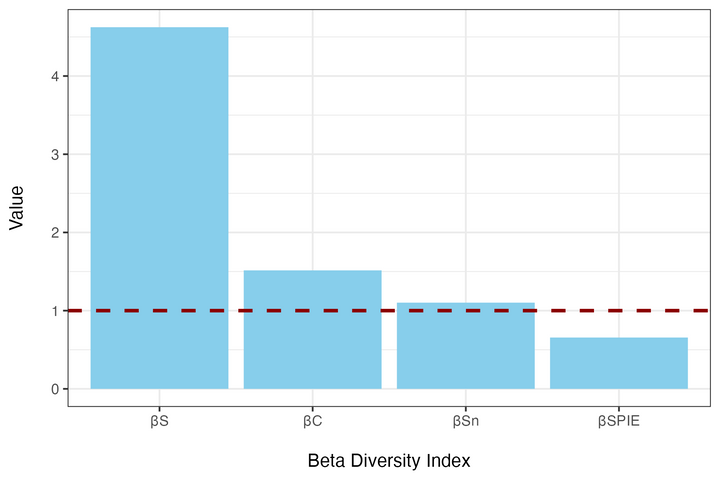 Value
4
3
2
1
0
βS βC βSn βSPIE
Beta Diversity Index